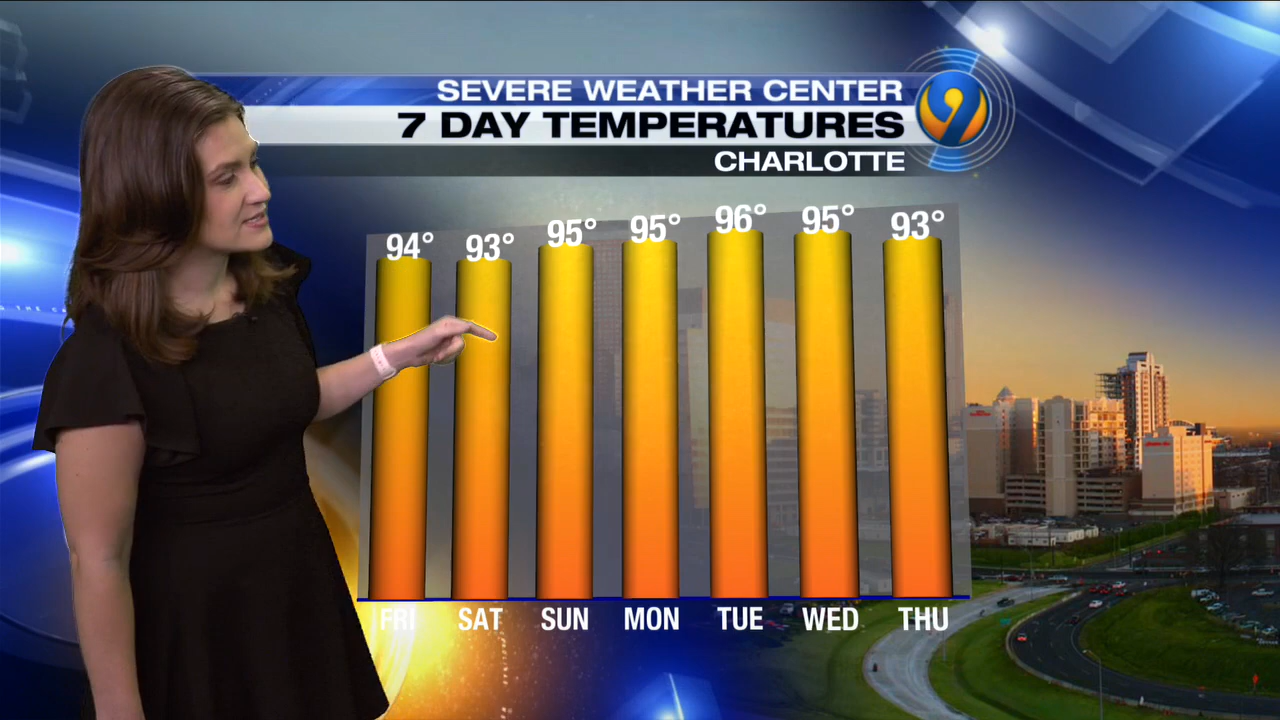 SEVERE WEATHER CENTER
7 DAY TEMPERATURES
CHARLOTTE
9
94° 93° 95° 95° 96° 95° 93°
FRI SAT SUN MON TUE WED THU